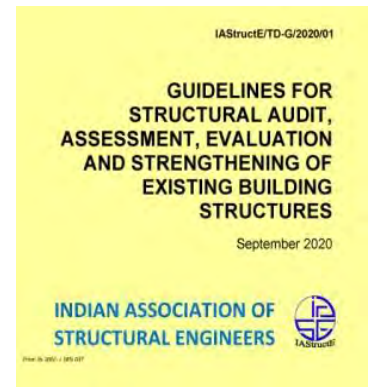 IAStructE/TD-G/2020/01
GUIDELINES FOR
STRUCTURAL AUDIT,
ASSESSMENT, EVALUATION
AND STRENGTHENING OF
EXISTING BUILDING
STRUCTURES
September 2020
INDIAN ASSOCIATION OF
STRUCTURAL ENGINEERS
IAStructE